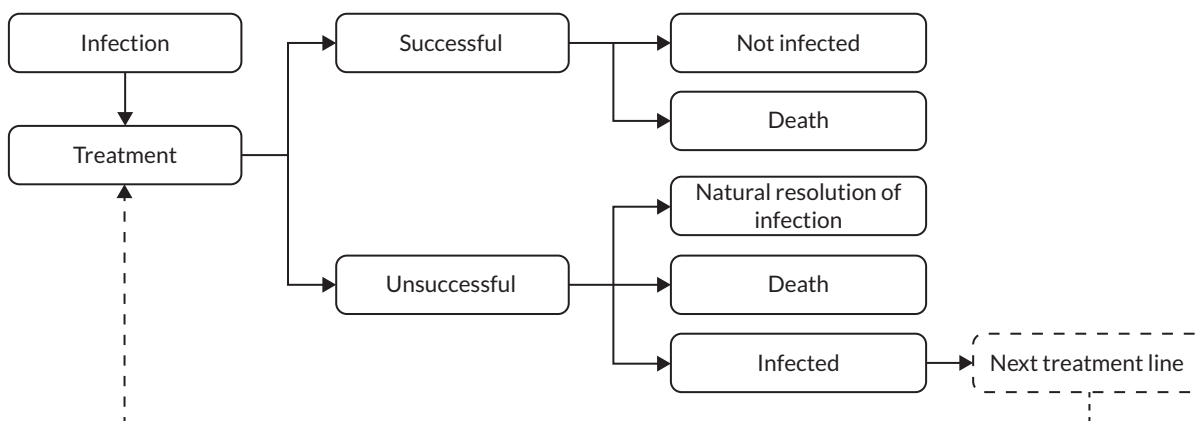 Infection
Successful
Not infected
Death
Treatment
Natural resolution of
infection
Unsuccessful
Death
Infected
Next treatment line